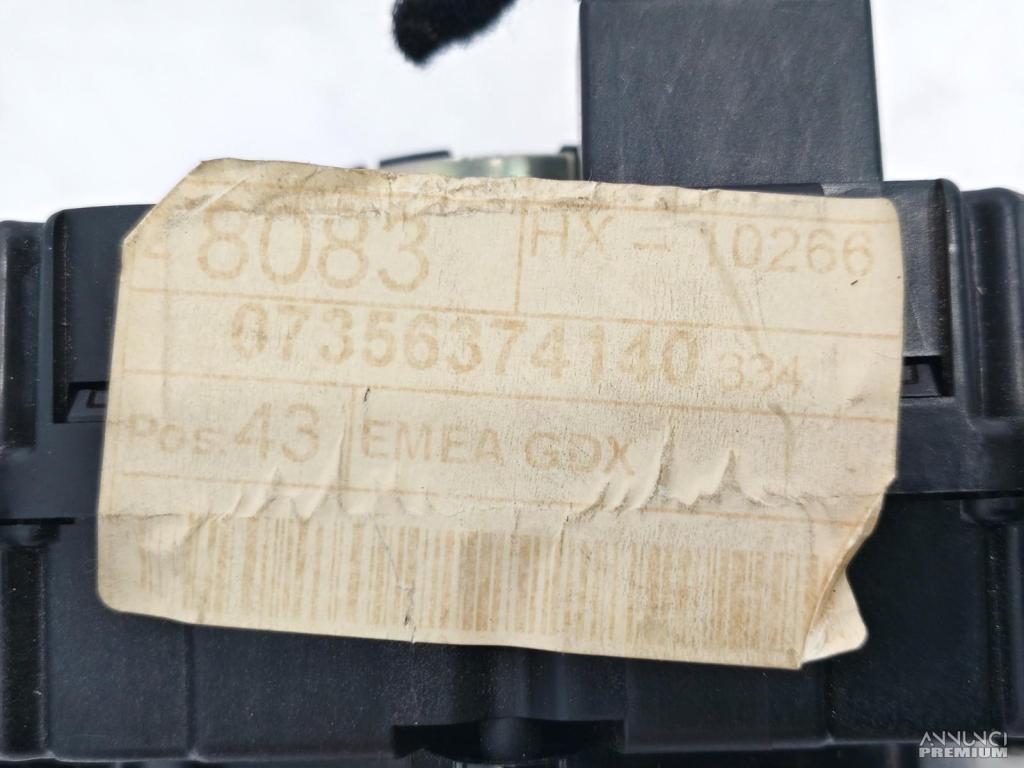 8083 HX = 10266
07356374140 334
Pos. 43 EMEA GDX
ANNUNCI
PREMIUM